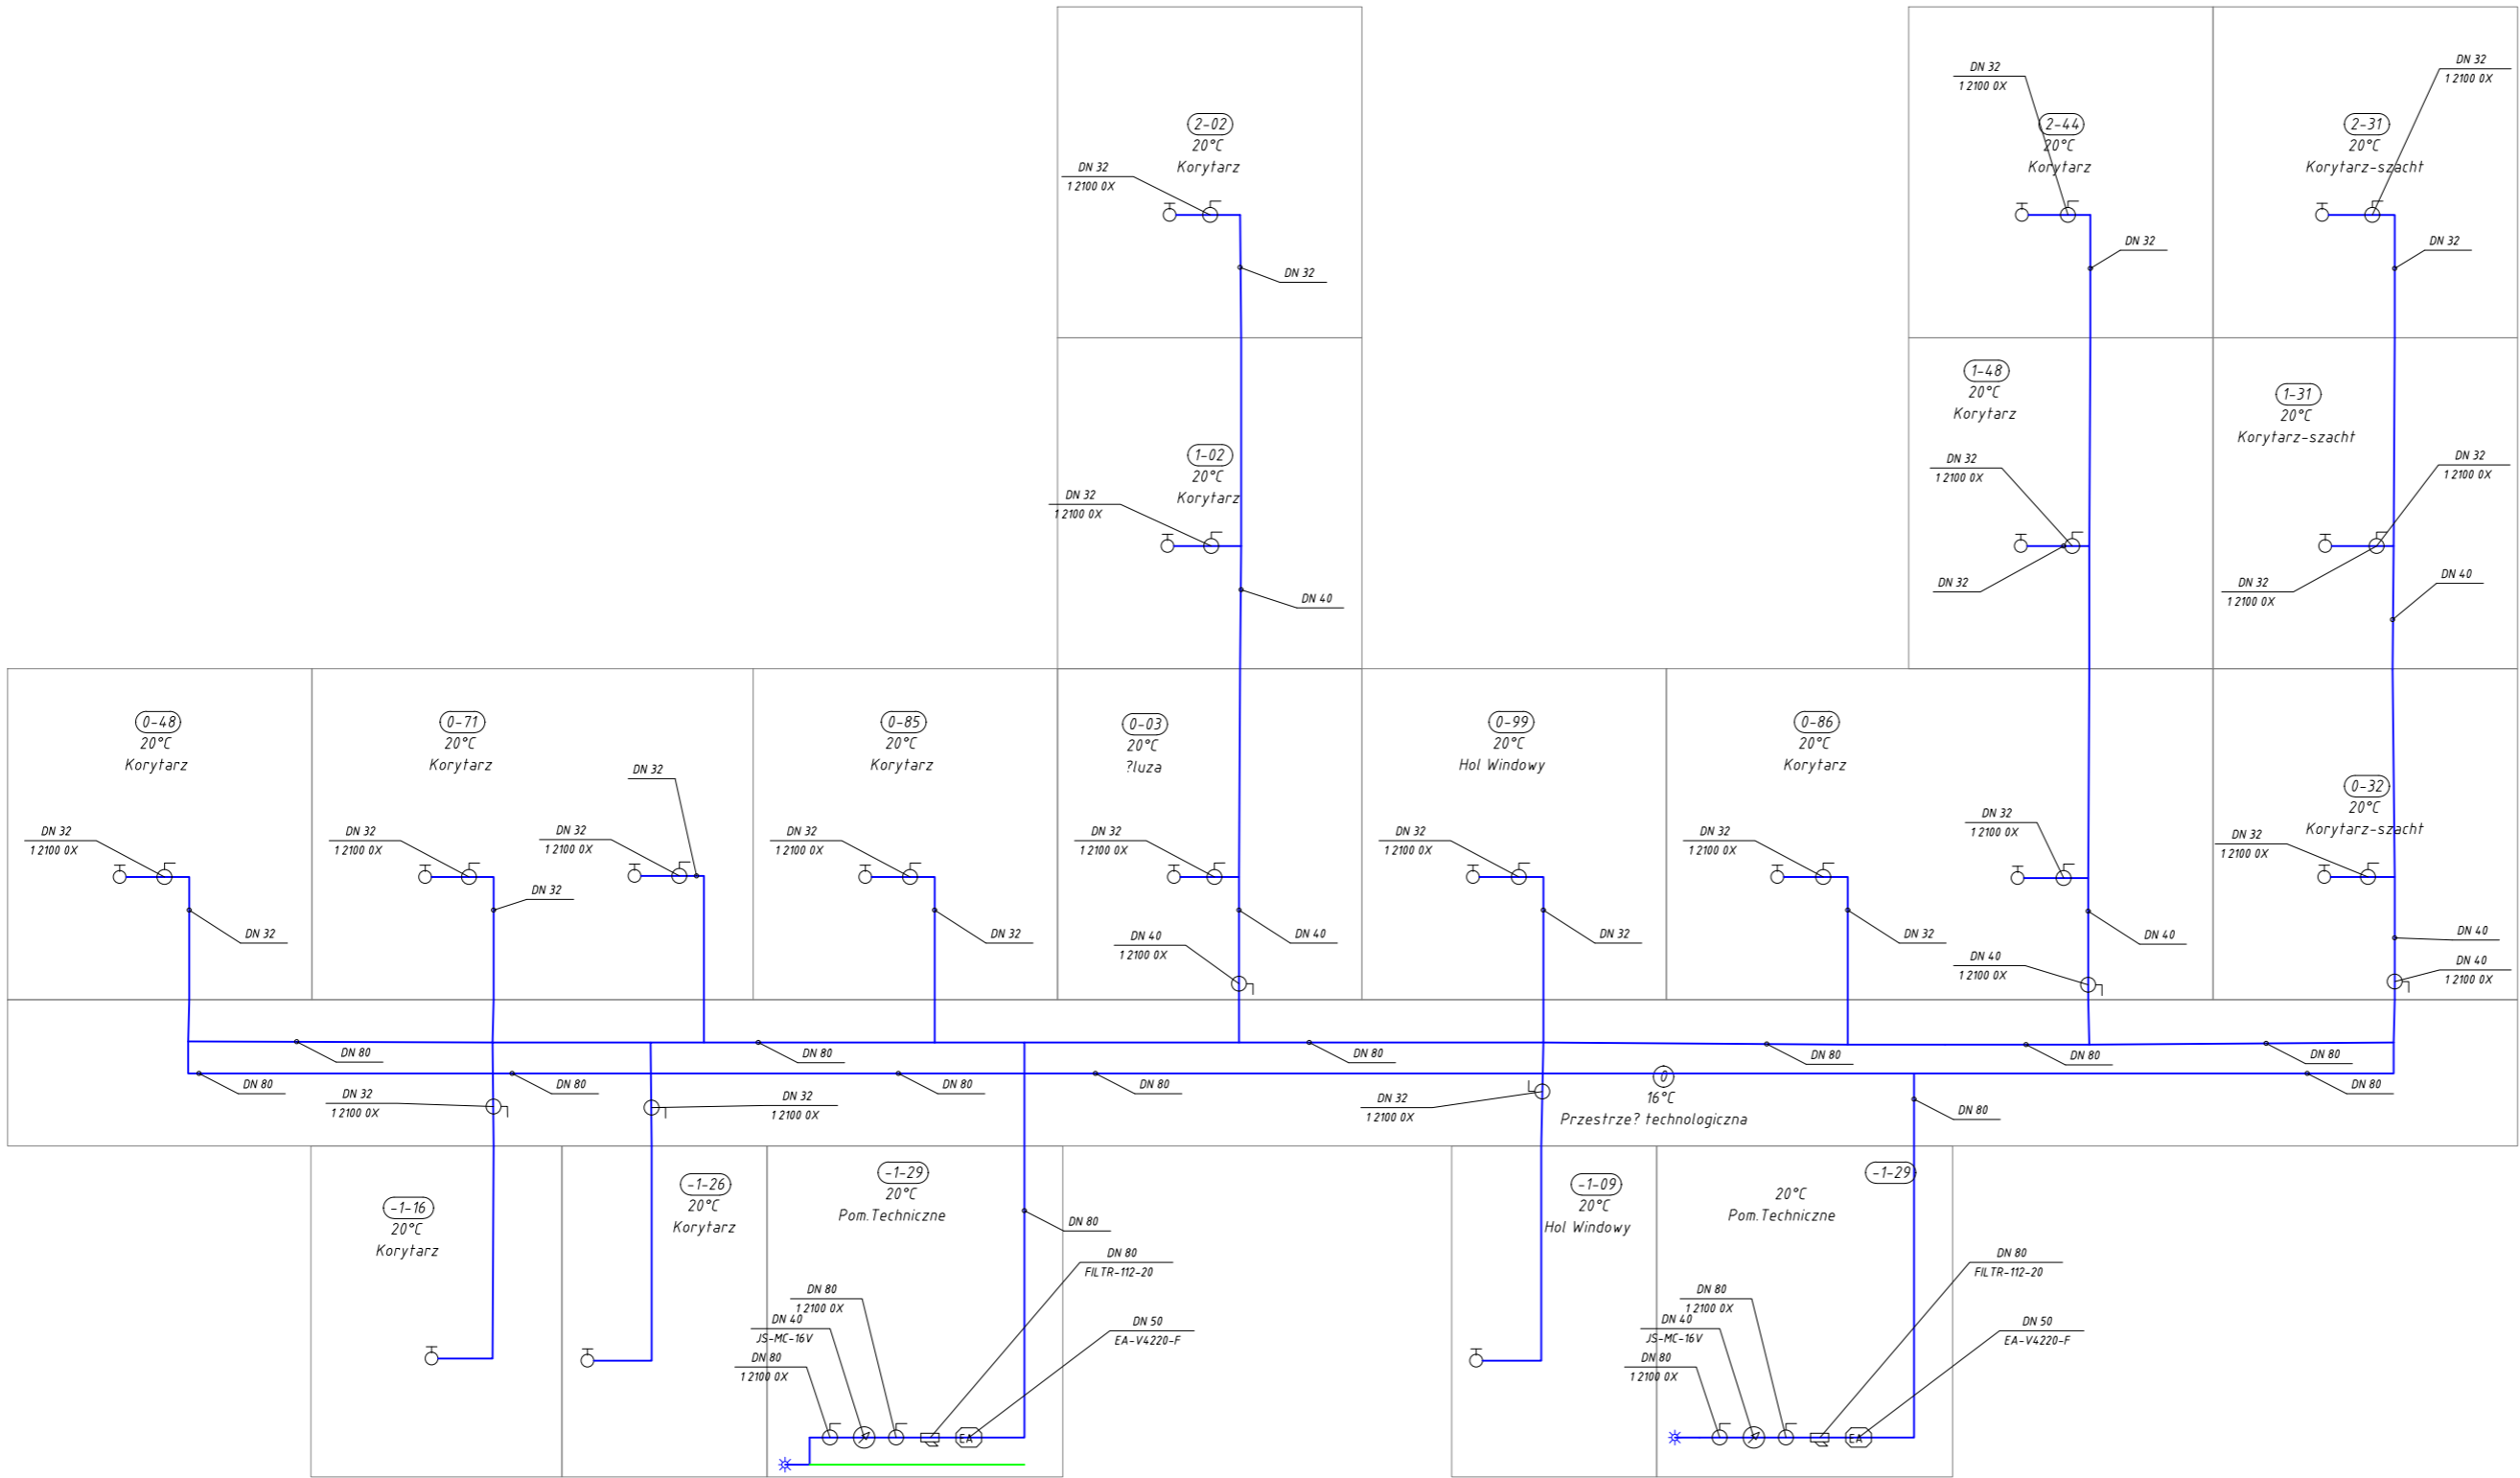 DN 32
1 2100 0X
2-02
20°C
Korytarz
DN 32
1 2100 0X
DN 32
DN 32
1 2100 0X
2-44
20°C
Korytarz
DN 32
DN 32
1 2100 0X
2-31
20°C
Korytarz-szacht
DN 32
1-02
20°C
Korytarz
DN 32
1 2100 0X
DN 40
1-48
20°C
Korytarz
DN 32
1 2100 0X
DN 32
1-31
20°C
Korytarz-szacht
DN 32
1 2100 0X
DN 32
1 2100 0X
DN 40
0-48
20°C
Korytarz
DN 32
1 2100 0X
DN 32
0-71
20°C
Korytarz
DN 32
1 2100 0X
DN 32
DN 32
DN 32
1 2100 0X
0-85
20°C
Korytarz
DN 32
1 2100 0X
DN 32
0-03
20°C
?luza
DN 32
1 2100 0X
DN 40
DN 40
1 2100 0X
0-99
20°C
Hol Windowy
DN 32
1 2100 0X
DN 32
0-86
20°C
Korytarz
DN 32
1 2100 0X
DN 32
DN 32
1 2100 0X
DN 40
DN 40
1 2100 0X
0-32
20°C
Korytarz-szacht
DN 32
1 2100 0X
DN 40
DN 40
1 2100 0X
DN 80
DN 80
DN 80
DN 80
DN 80
DN 80
DN 80
DN 80
DN 80
DN 80
DN 80
DN 32
1 2100 0X
DN 32
1 2100 0X
DN 32
1 2100 0X
0
16°C
Przestrze? technologiczna
DN 80
-1-16
20°C
Korytarz
-1-26
20°C
Korytarz
-1-29
20°C
Pom.Techniczne
DN 80
DN 80
FILTR-112-20
DN 80
1 2100 0X
DN 40
JS-MC-16V
DN 80
1 2100 0X
DN 50
EA-V4220-F
EA
-1-09
20°C
Hol Windowy
-1-29
20°C
Pom.Techniczne
DN 80
FILTR-112-20
DN 80
1 2100 0X
DN 40
JS-MC-16V
DN 80
1 2100 0X
DN 50
EA-V4220-F
EA